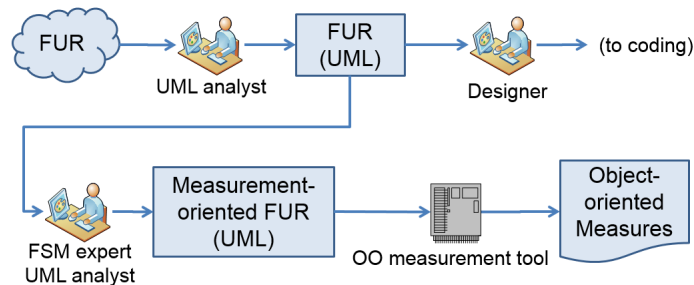 FUR
UML analyst
FUR
(UML)
Designer
(to coding)
FSM expert
UML analyst
Measurement-
oriented FUR
(UML)
OO measurement tool
Object-
oriented
Measures